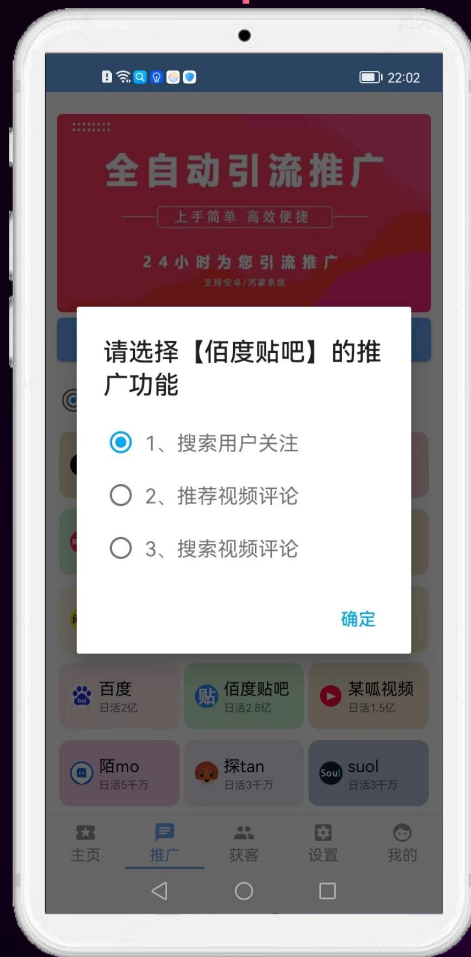 22:02
全自动引流推广
上手简单 高效便捷
24小时为您引流推广
支持安卓/鸿蒙系统
请选择【佰度贴吧】的推
广功能
1、搜索用户关注
2、推荐视频评论
3、搜索视频评论
确定
百度
日活2亿
贴
佰度贴吧
日活2.8亿
某呱视频
日活1.5亿
陌mo
日活5千万
探tan
日活3千万
Soul
suol
日活3千万
主页
推广
获客
设置
我的